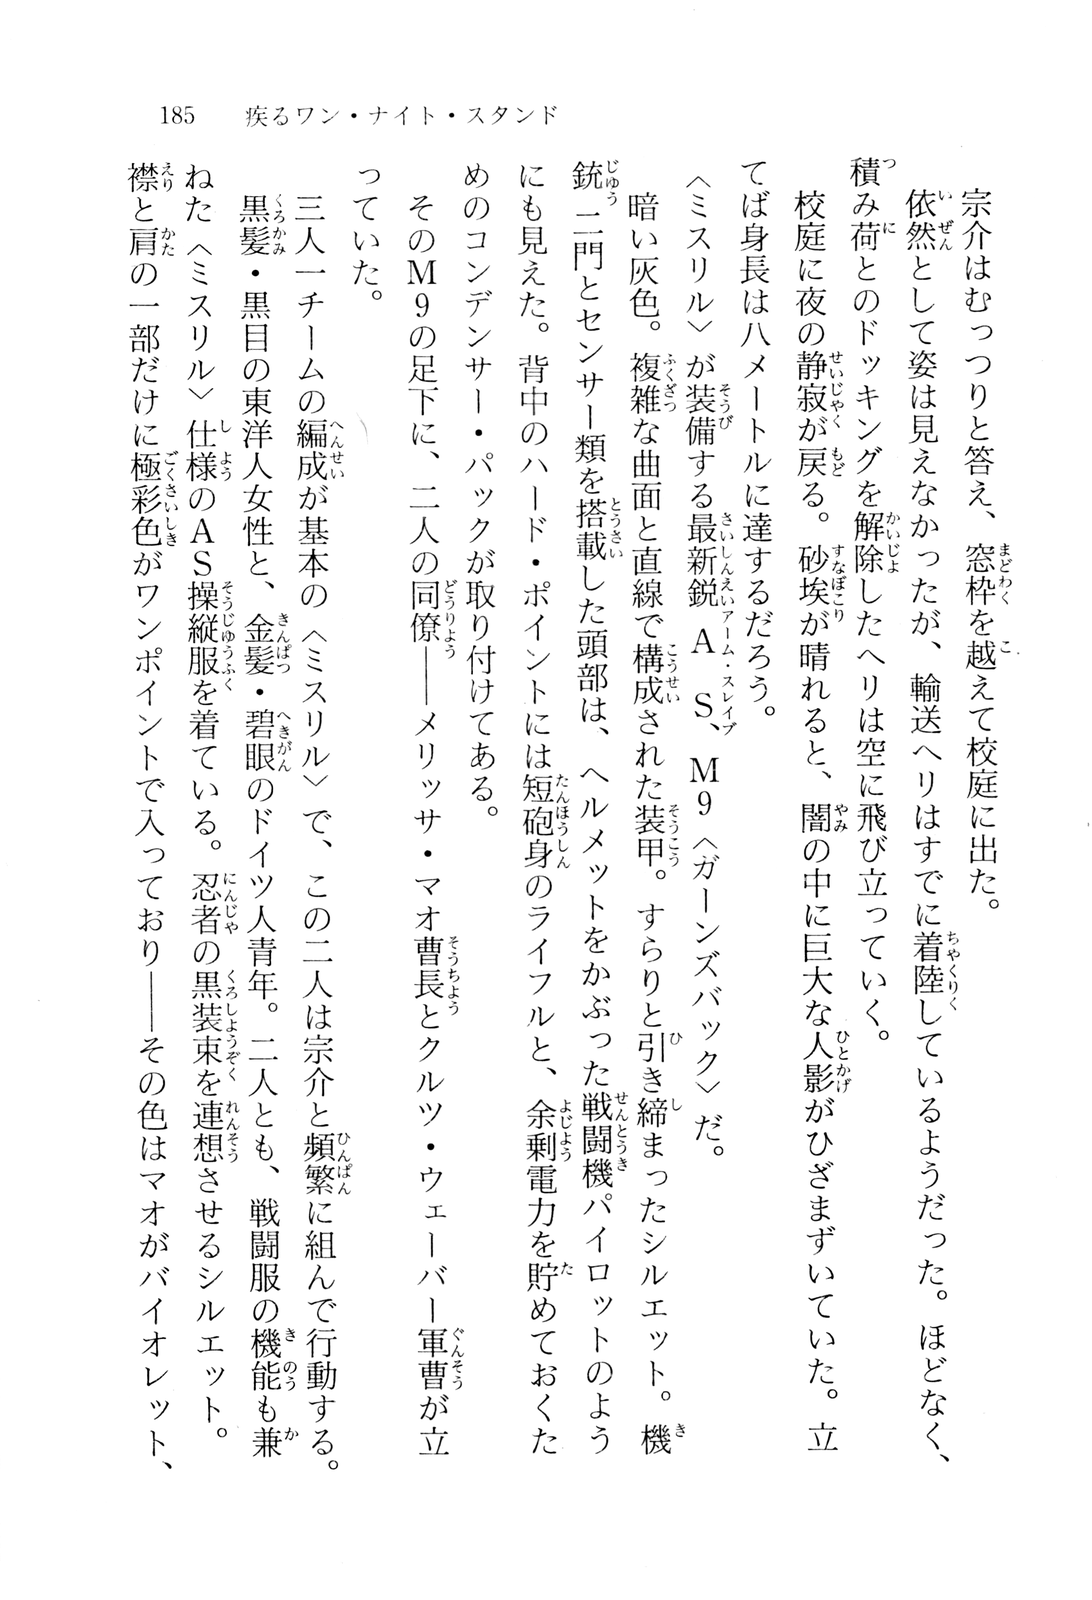 185　疾るワン・ナイト・スタンド
宗介はむっつりと答え、窓枠を越えて校庭に出た。
依然として姿は見えなかったが、輸送ヘリはすでに着陸しているようだった。ほどなく、
積み荷とのドッキングを解除したヘリは空に飛び立っていく。
校庭に夜の静寂が戻る。砂埃が晴れると、闇の中に巨大な人影がひざまずいていた。立
てば身長は八メートルに達するだろう。
〈ミスリル〉が装備する最新鋭ＡＳ、Ｍ９〈ガーンズバック〉だ。
暗い灰色。複雑な曲面と直線で構成された装甲。すらりと引き締まったシルエット。機
銃二門とセンサー類を搭載した頭部は、ヘルメットをかぶった戦闘機パイロットのよう
にも見えた。背中のハード・ポイントには短砲身のライフルと、余剰電力を貯めておくた
めのコンデンサー・パックが取り付けてある。
そのＭ９の足下に、二人の同僚――メリッサ・マオ曹長とクルツ・ウェーバー軍曹が立
っていた。
三人一チームの編成が基本の〈ミスリル〉で、この二人は宗介と頻繁に組んで行動する。
黒髪・黒目の東洋人女性と、金髪・碧眼のドイツ人青年。二人とも、戦闘服の機能も兼
ねた〈ミスリル〉仕様のＡＳ操縦服を着ている。忍者の黒装束を連想させるシルエット。
襟と肩の一部だけに極彩色がワンポイントで入っており――その色はマオがバイオレット、